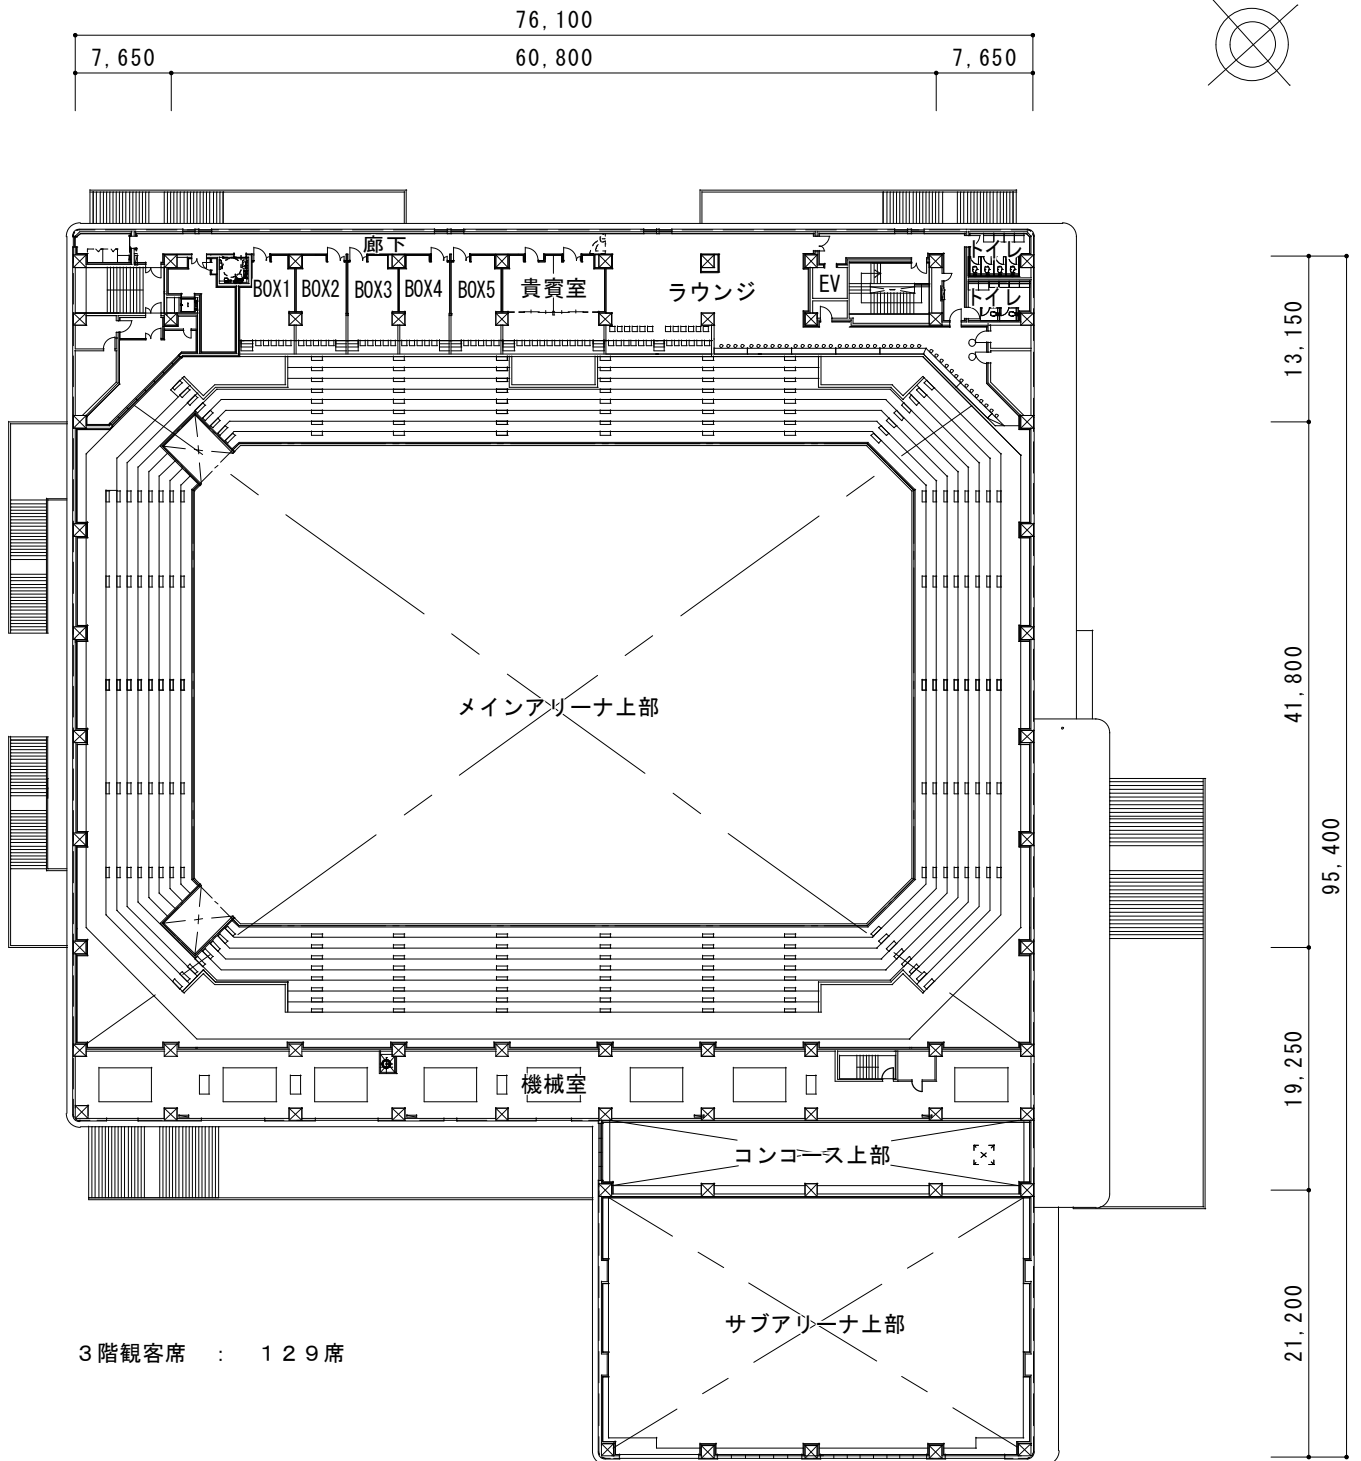 76,100
7,650 60,800 7,650
廊下 トイレ
BOX1 BOX2 BOX3 BOX4 BOX5 貴賓室 ラウンジ EV トイレ
13,150
メインアリーナ上部
41,800
95,400
機械室
19,250
コンコース上部
サブアリーナ上部
21,200
3階観客席 : 129席